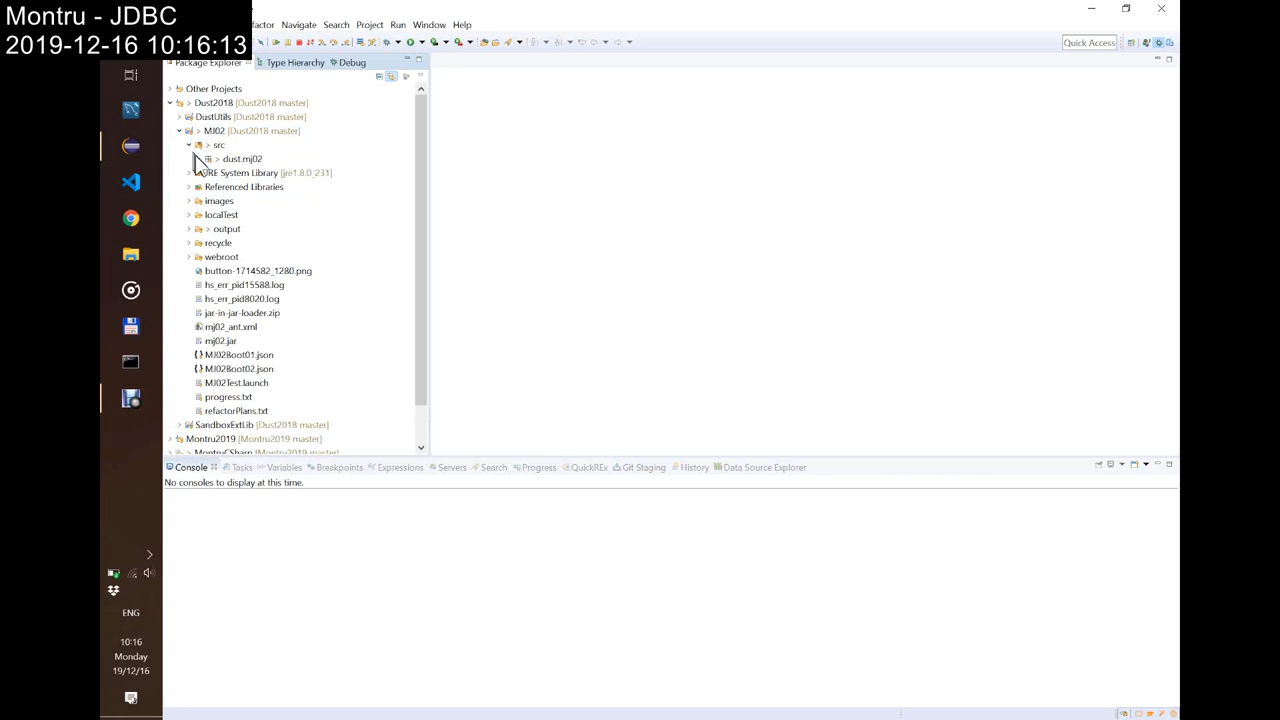 Montru - JDBC
2019-12-16 10:16:13
Navigate Search Project Run Window Help
Quick Access
Package Explorer Type Hierarchy Debug
> Other Projects
> Dust2018 [Dust2018 master]
> DustUtils [Dust2018 master]
> MJ02 [Dust2018 master]
> src
> dust.mj02
JRE System Library [jre1.8.0_231]
> Referenced Libraries
> images
> localTest
> > output
> recycle
> webroot
button-1714582_1280.png
hs_err_pid15588.log
hs_err_pid8020.log
jar-in-jar-loader.zip
mj02_ant.xml
mj02.jar
MJ02Boot01.json
MJ02Boot02.json
MJ02Test.launch
progress.txt
refactorPlans.txt
> SandboxExtLib [Dust2018 master]
> Montru2019 [Montru2019 master]
> MontruCSharp [Montru2019 master]
Console Tasks Variables Breakpoints Expressions Servers Search Progress QuickREx Git Staging History Data Source Explorer
No consoles to display at this time.
ENG
10:16
Monday
19/12/16